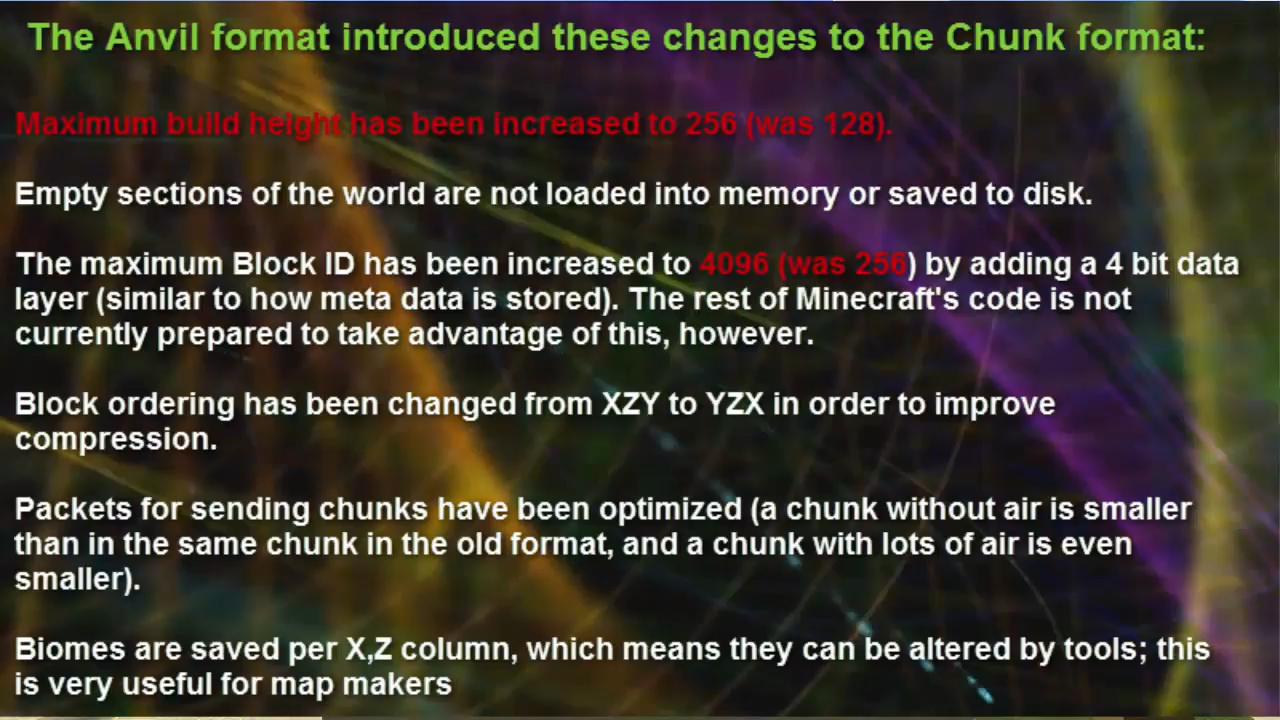 The Anvil format introduced these changes to the Chunk format:
Maximum build height has been increased to 256 (was 128).
Empty sections of the world are not loaded into memory or saved to disk.
The maximum Block ID has been increased to 4096 (was 256) by adding a 4 bit data
layer (similar to how meta data is stored). The rest of Minecraft's code is not
currently prepared to take advantage of this, however.
Block ordering has been changed from XZY to YZX in order to improve
compression.
Packets for sending chunks have been optimized (a chunk without air is smaller
than in the same chunk in the old format, and a chunk with lots of air is even
smaller).
Biomes are saved per X,Z column, which means they can be altered by tools; this
is very useful for map makers